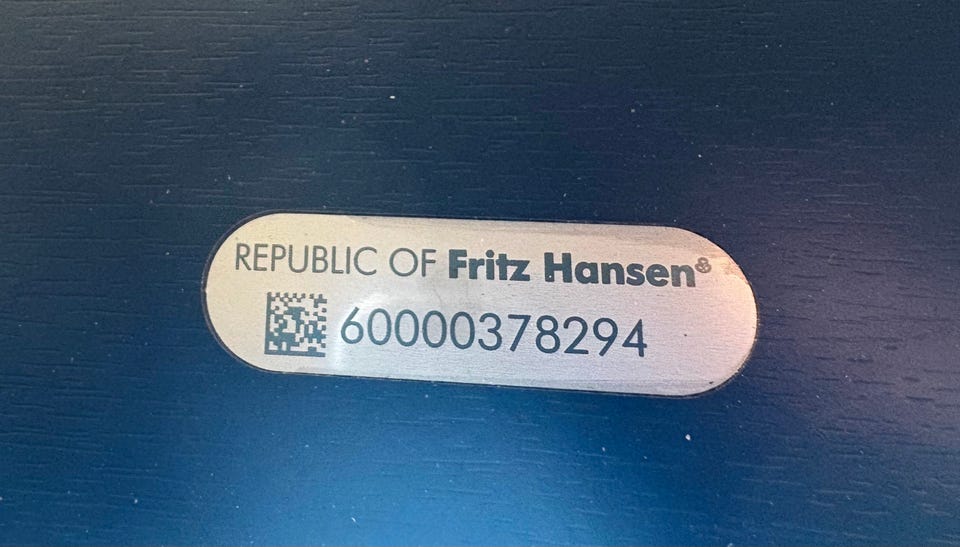 REPUBLIC OF Fritz Hansen®
60000378294